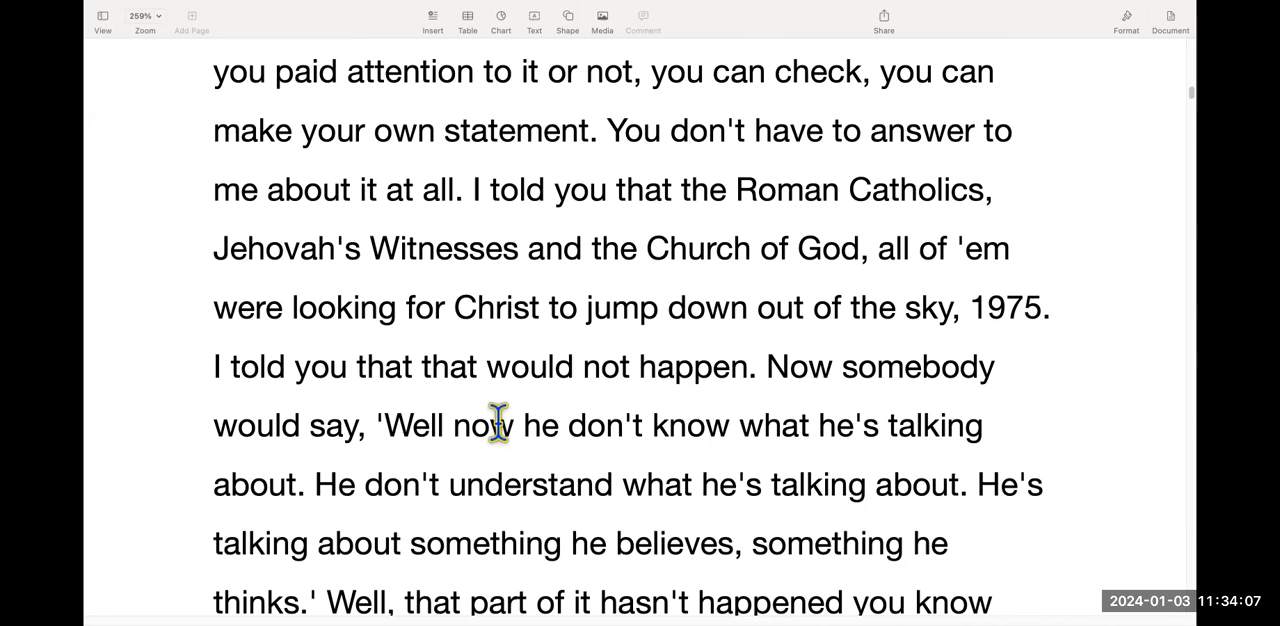 259%
View
Zoom
Add Page
Insert
Table
Chart
Text
Shape
Media
Comment
Share
Format
Document
you paid attention to it or not, you can check, you can
make your own statement. You don't have to answer to
me about it at all. I told you that the Roman Catholics,
Jehovah's Witnesses and the Church of God, all of 'em
were looking for Christ to jump down out of the sky, 1975.
I told you that that would not happen. Now somebody
would say, 'Well now he don't know what he's talking
about. He don't understand what he's talking about. He's
talking about something he believes, something he
thinks.' Well, that part of it hasn't happened you know
2024-01-03 11:34:07